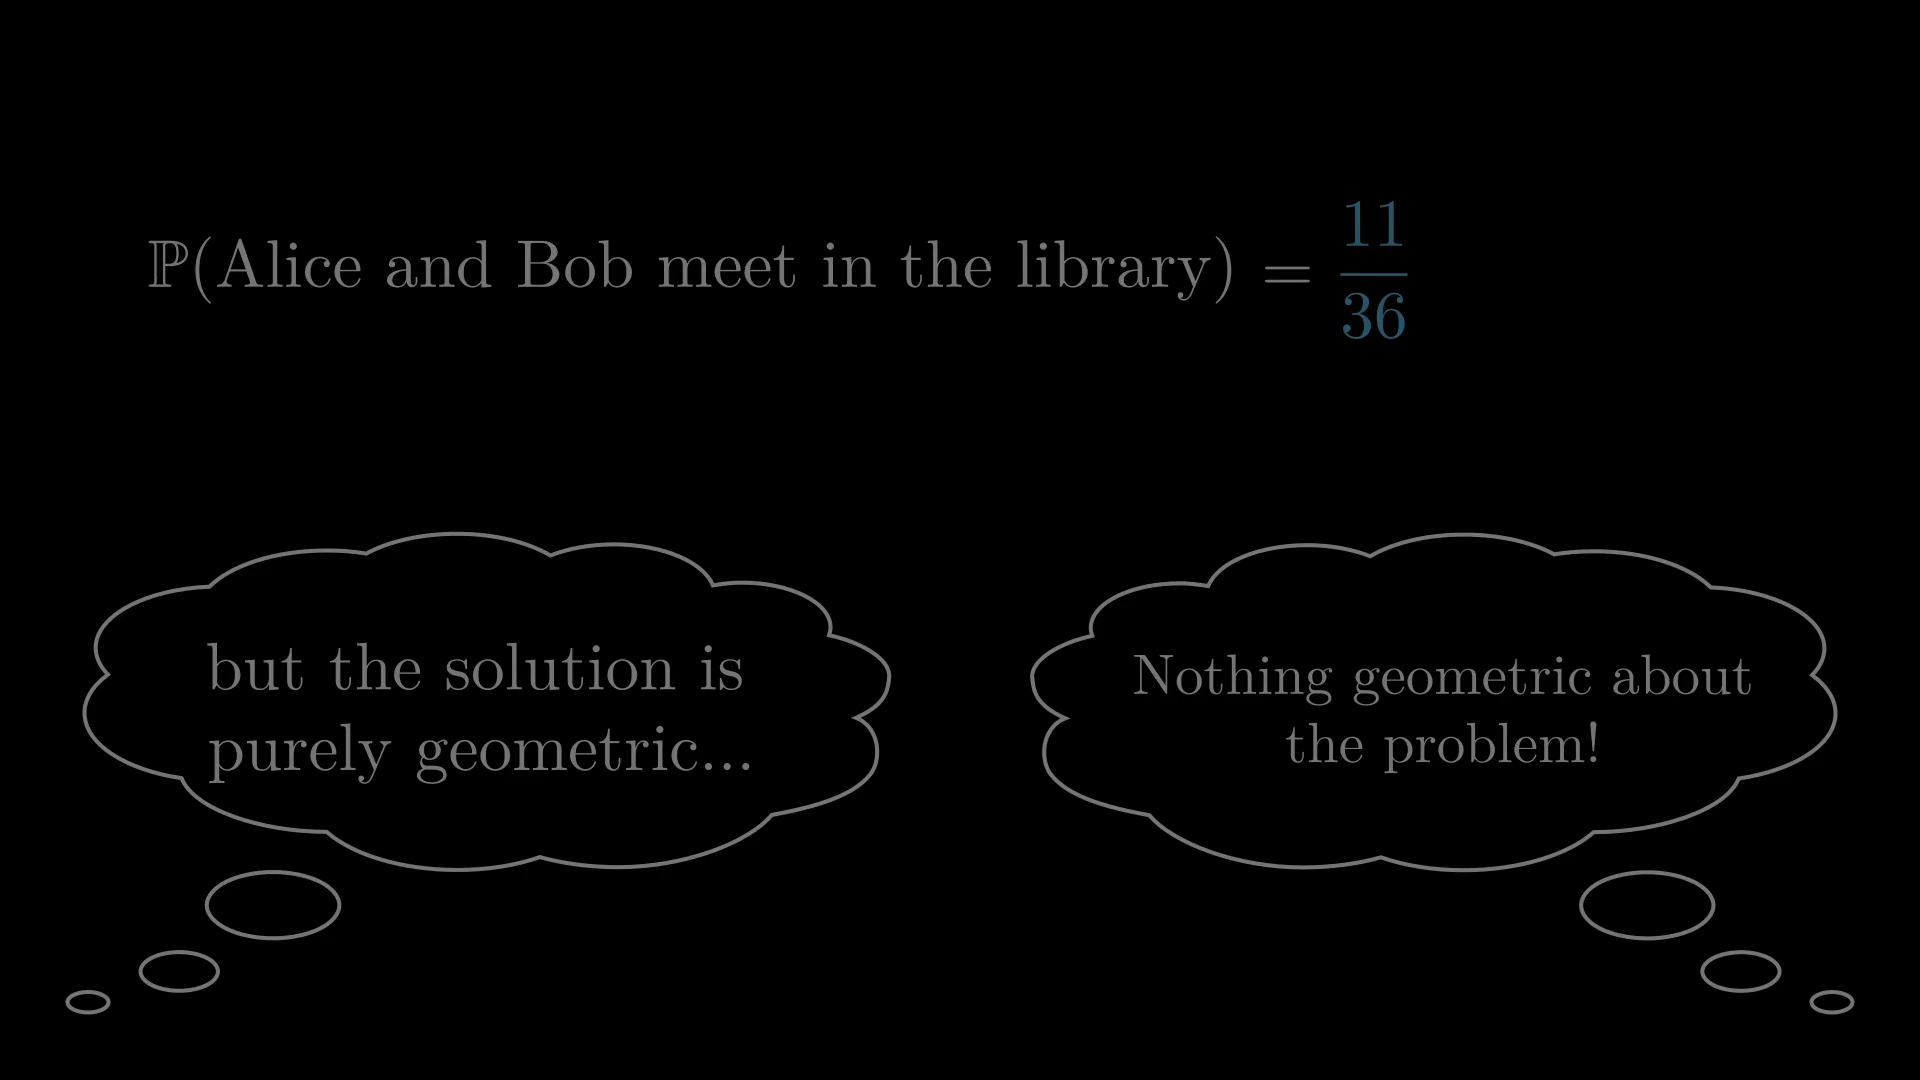 ℙ(Alice and Bob meet in the library) = 11/36
but the solution is
purely geometric...
Nothing geometric about
the problem!